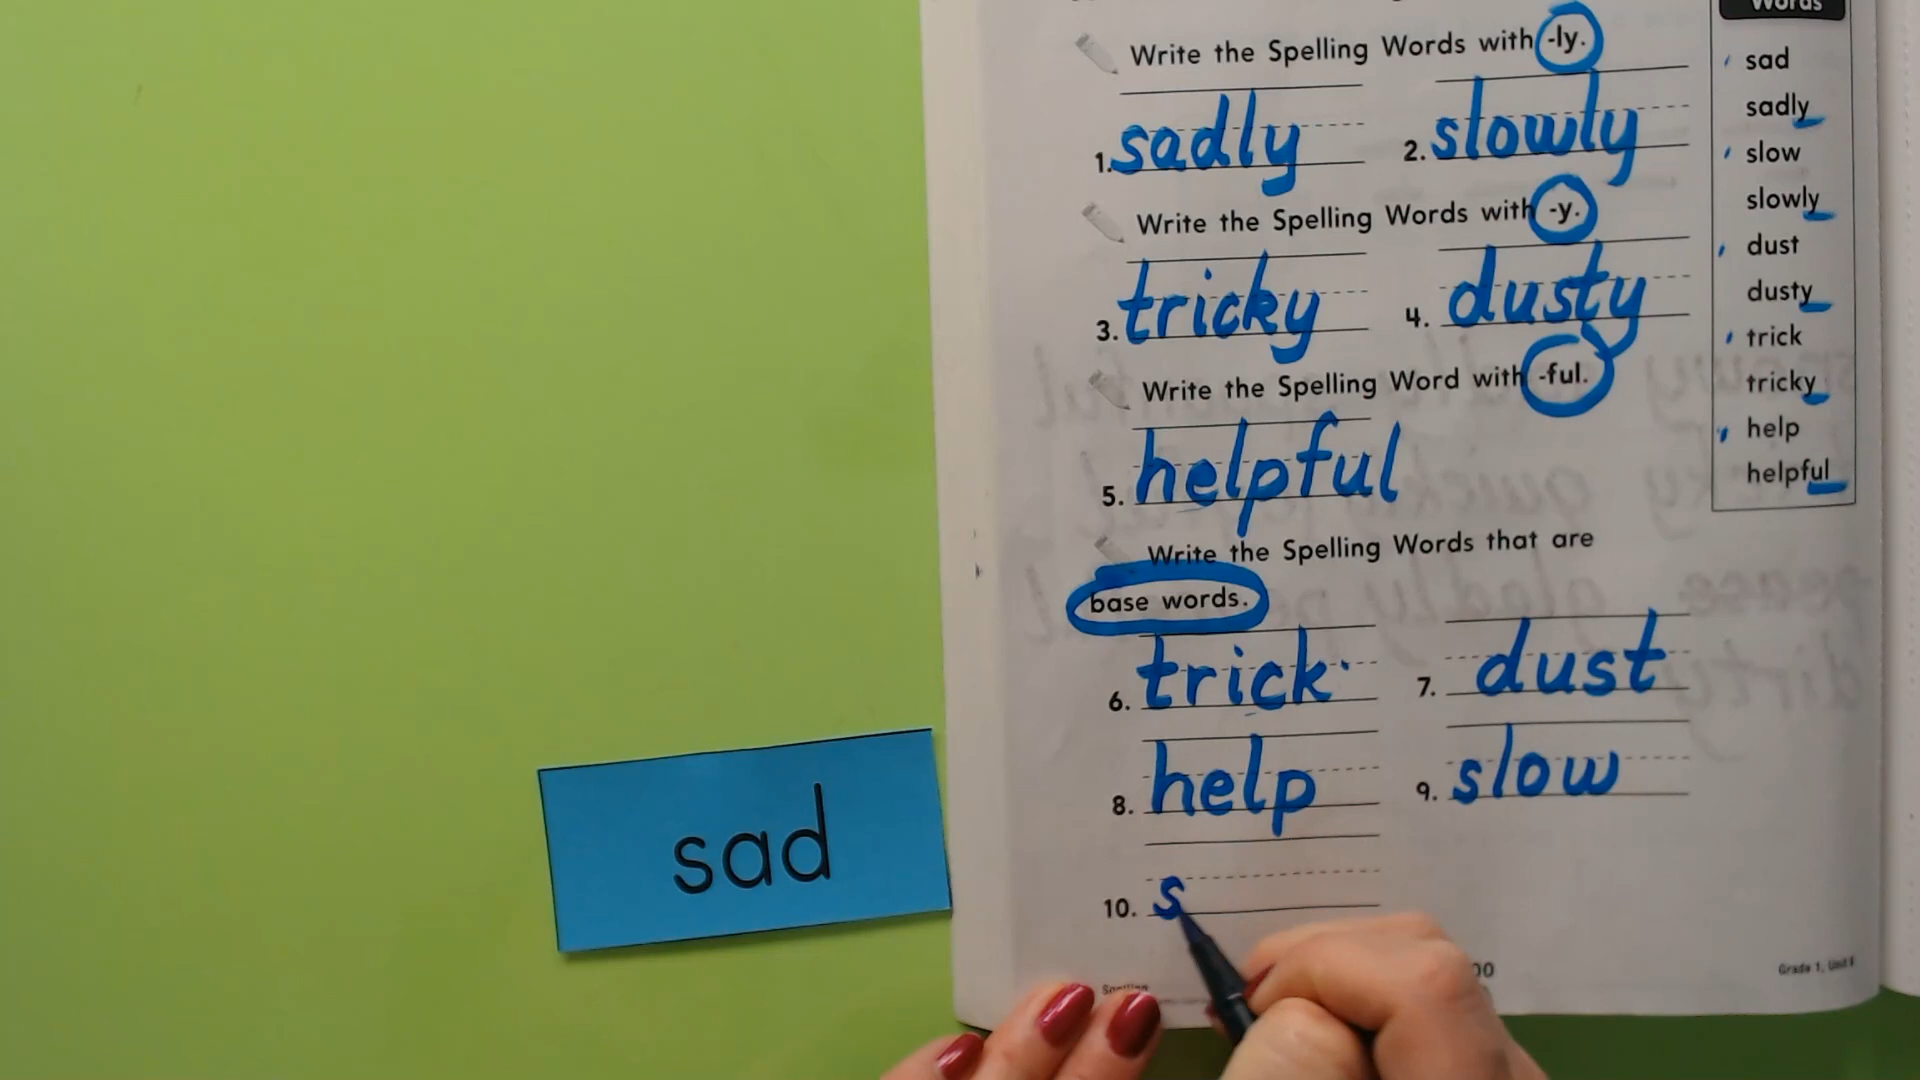 Words
Write the Spelling Words with -ly.
1. sadly 2. slowly
Write the Spelling Words with -y.
3. tricky 4. dusty
Write the Spelling Word with -ful.
5. helpful
Write the Spelling Words that are
base words.
6. trick 7. dust
8. help 9. slow
10. s
sad
sadly
slow
slowly
dust
dusty
trick
tricky
help
helpful
sad
Spelling
Grade 1, Unit